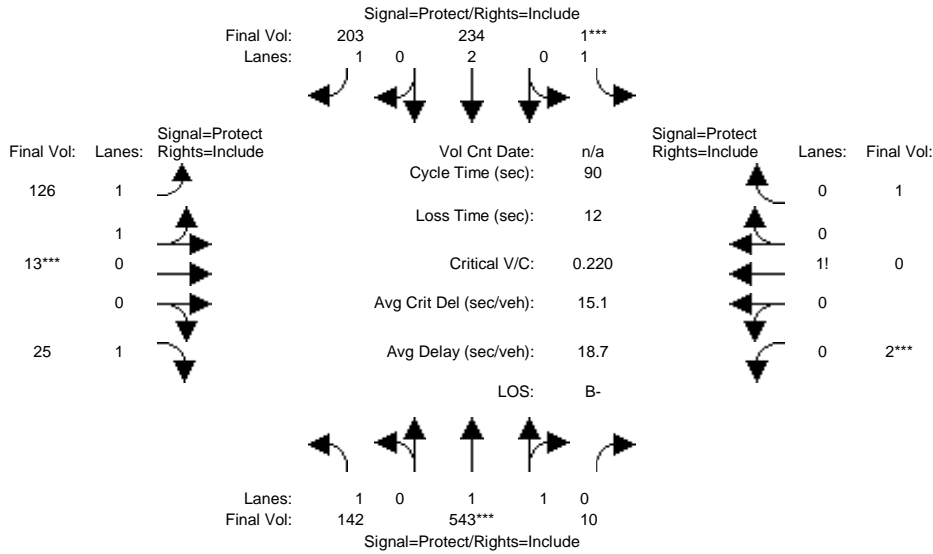 Signal=Protect/Rights=Include
Final Vol: 203 234 1***
Lanes: 1 0 2 0 1
Signal=Protect
Final Vol: Lanes: Rights=Include
Vol Cnt Date: n/a
Signal=Protect
Rights=Include Lanes: Final Vol:
Cycle Time (sec): 90
126 1
0 1
Loss Time (sec): 12
1
0
13*** 0
Critical V/C: 0.220
1! 0
0
Avg Crit Del (sec/veh): 15.1
0
25 1
Avg Delay (sec/veh): 18.7
0 2***
LOS: B-
Lanes: 1 0 1 1 0
Final Vol: 142 543*** 10
Signal=Protect/Rights=Include